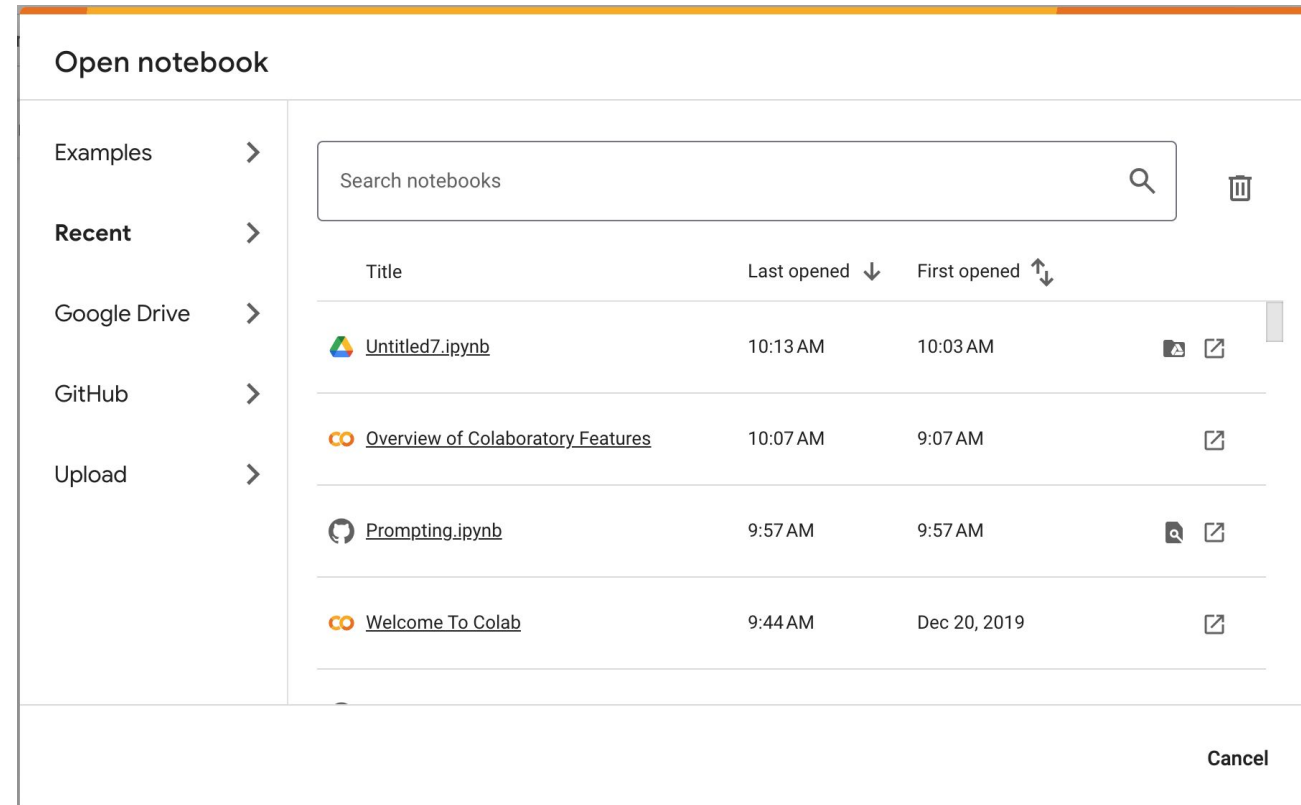 Open notebook
Examples
Recent
Google Drive
GitHub
Upload
Search notebooks
Title Last opened First opened
Untitled7.ipynb 10:13 AM 10:03 AM
Overview of Colaboratory Features 10:07 AM 9:07 AM
Prompting.ipynb 9:57 AM 9:57 AM
Welcome To Colab 9:44 AM Dec 20, 2019
Cancel